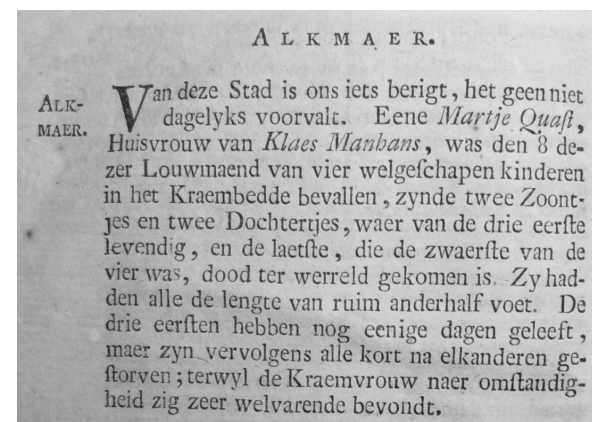 ALKMAER.
ALK-
MAER.
Van deze Stad is ons iets berigt, het geen niet
dagelyks voorvalt. Eene Martje Quaſt,
Huisvrouw van Klaes Manhans, was den 8 de-
zer Louwmaend van vier welgeſchapen kinderen
in het Kraembedde bevallen, zynde twee Zoont-
jes en twee Dochtertjes, waer van de drie eerſte
levendig, en de laetſte, die de zwaerſte van de
vier was, dood ter werreld gekomen is. Zy had-
den alle de lengte van ruim anderhalf voet. De
drie eerſten hebben nog eenige dagen geleeft,
maer zyn vervolgens alle kort na elkanderen ge-
ſtorven; terwyl de Kraemvrouw naer omſtandig-
heid zig zeer welvarende bevondt.